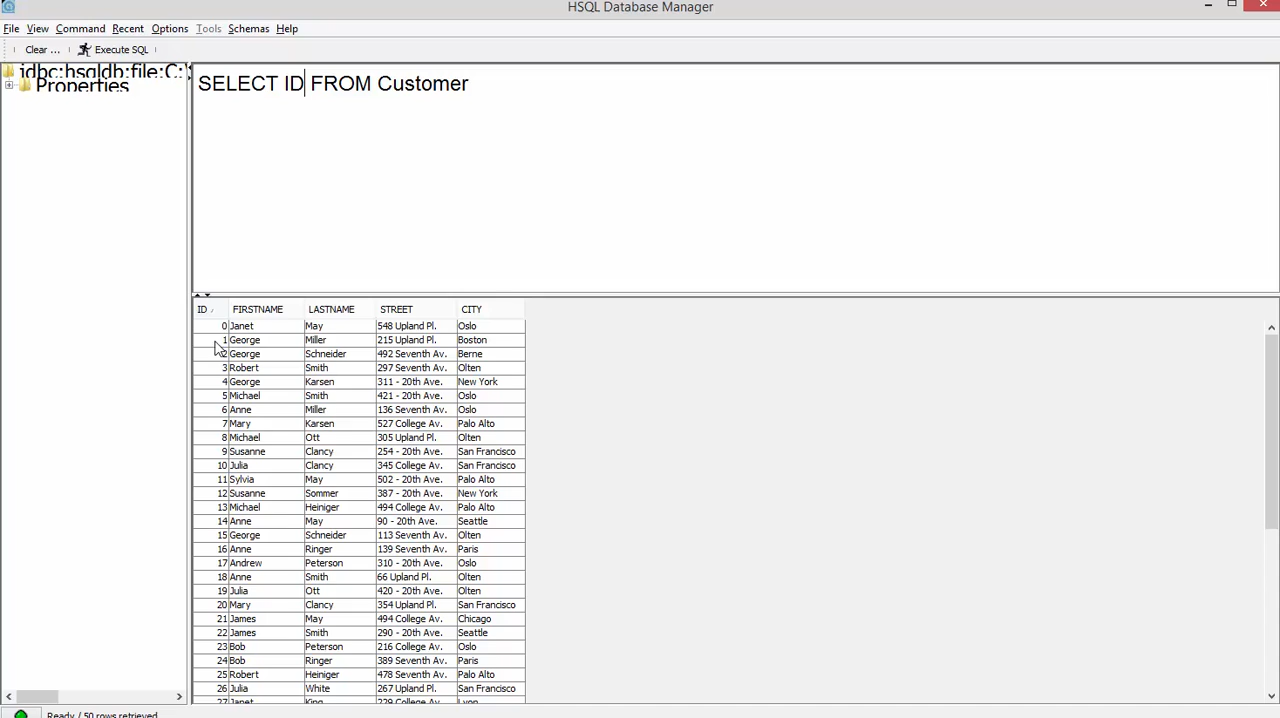 HSQL Database Manager
File View Command Recent Options Tools Schemas Help
Clear ... Execute SQL
jdbc:hsqldb:file:C:\
Properties
SELECT ID FROM Customer
ID FIRSTNAME LASTNAME STREET CITY
0 Janet May 548 Upland Pl. Oslo
1 George Miller 215 Upland Pl. Boston
2 George Schneider 492 Seventh Av. Berne
3 Robert Smith 297 Seventh Av. Olten
4 George Karsen 311 - 20th Ave. New York
5 Michael Smith 421 - 20th Ave. Oslo
6 Anne Miller 136 Seventh Av. Oslo
7 Mary Karsen 527 College Av. Palo Alto
8 Michael Ott 305 Upland Pl. Olten
9 Susanne Clancy 254 - 20th Ave. San Francisco
10 Julia Clancy 345 College Av. San Francisco
11 Sylvia May 502 - 20th Ave. Palo Alto
12 Susanne Sommer 387 - 20th Ave. New York
13 Michael Heiniger 494 College Av. Palo Alto
14 Anne May 90 - 20th Ave. Seattle
15 George Schneider 113 Seventh Av. Olten
16 Anne Ringer 139 Seventh Av. Paris
17 Andrew Peterson 310 - 20th Ave. Oslo
18 Anne Smith 66 Upland Pl. Olten
19 Julia Ott 420 - 20th Ave. Olten
20 Mary Clancy 354 Upland Pl. San Francisco
21 James May 494 College Av. Chicago
22 James Smith 290 - 20th Ave. Seattle
23 Bob Peterson 216 College Av. Oslo
24 Bob Ringer 389 Seventh Av. Paris
25 Robert Heiniger 478 Seventh Av. Palo Alto
26 Julia White 267 Upland Pl. San Francisco
27 Janet King 229 College Av. Lyon
Ready / 50 rows retrieved